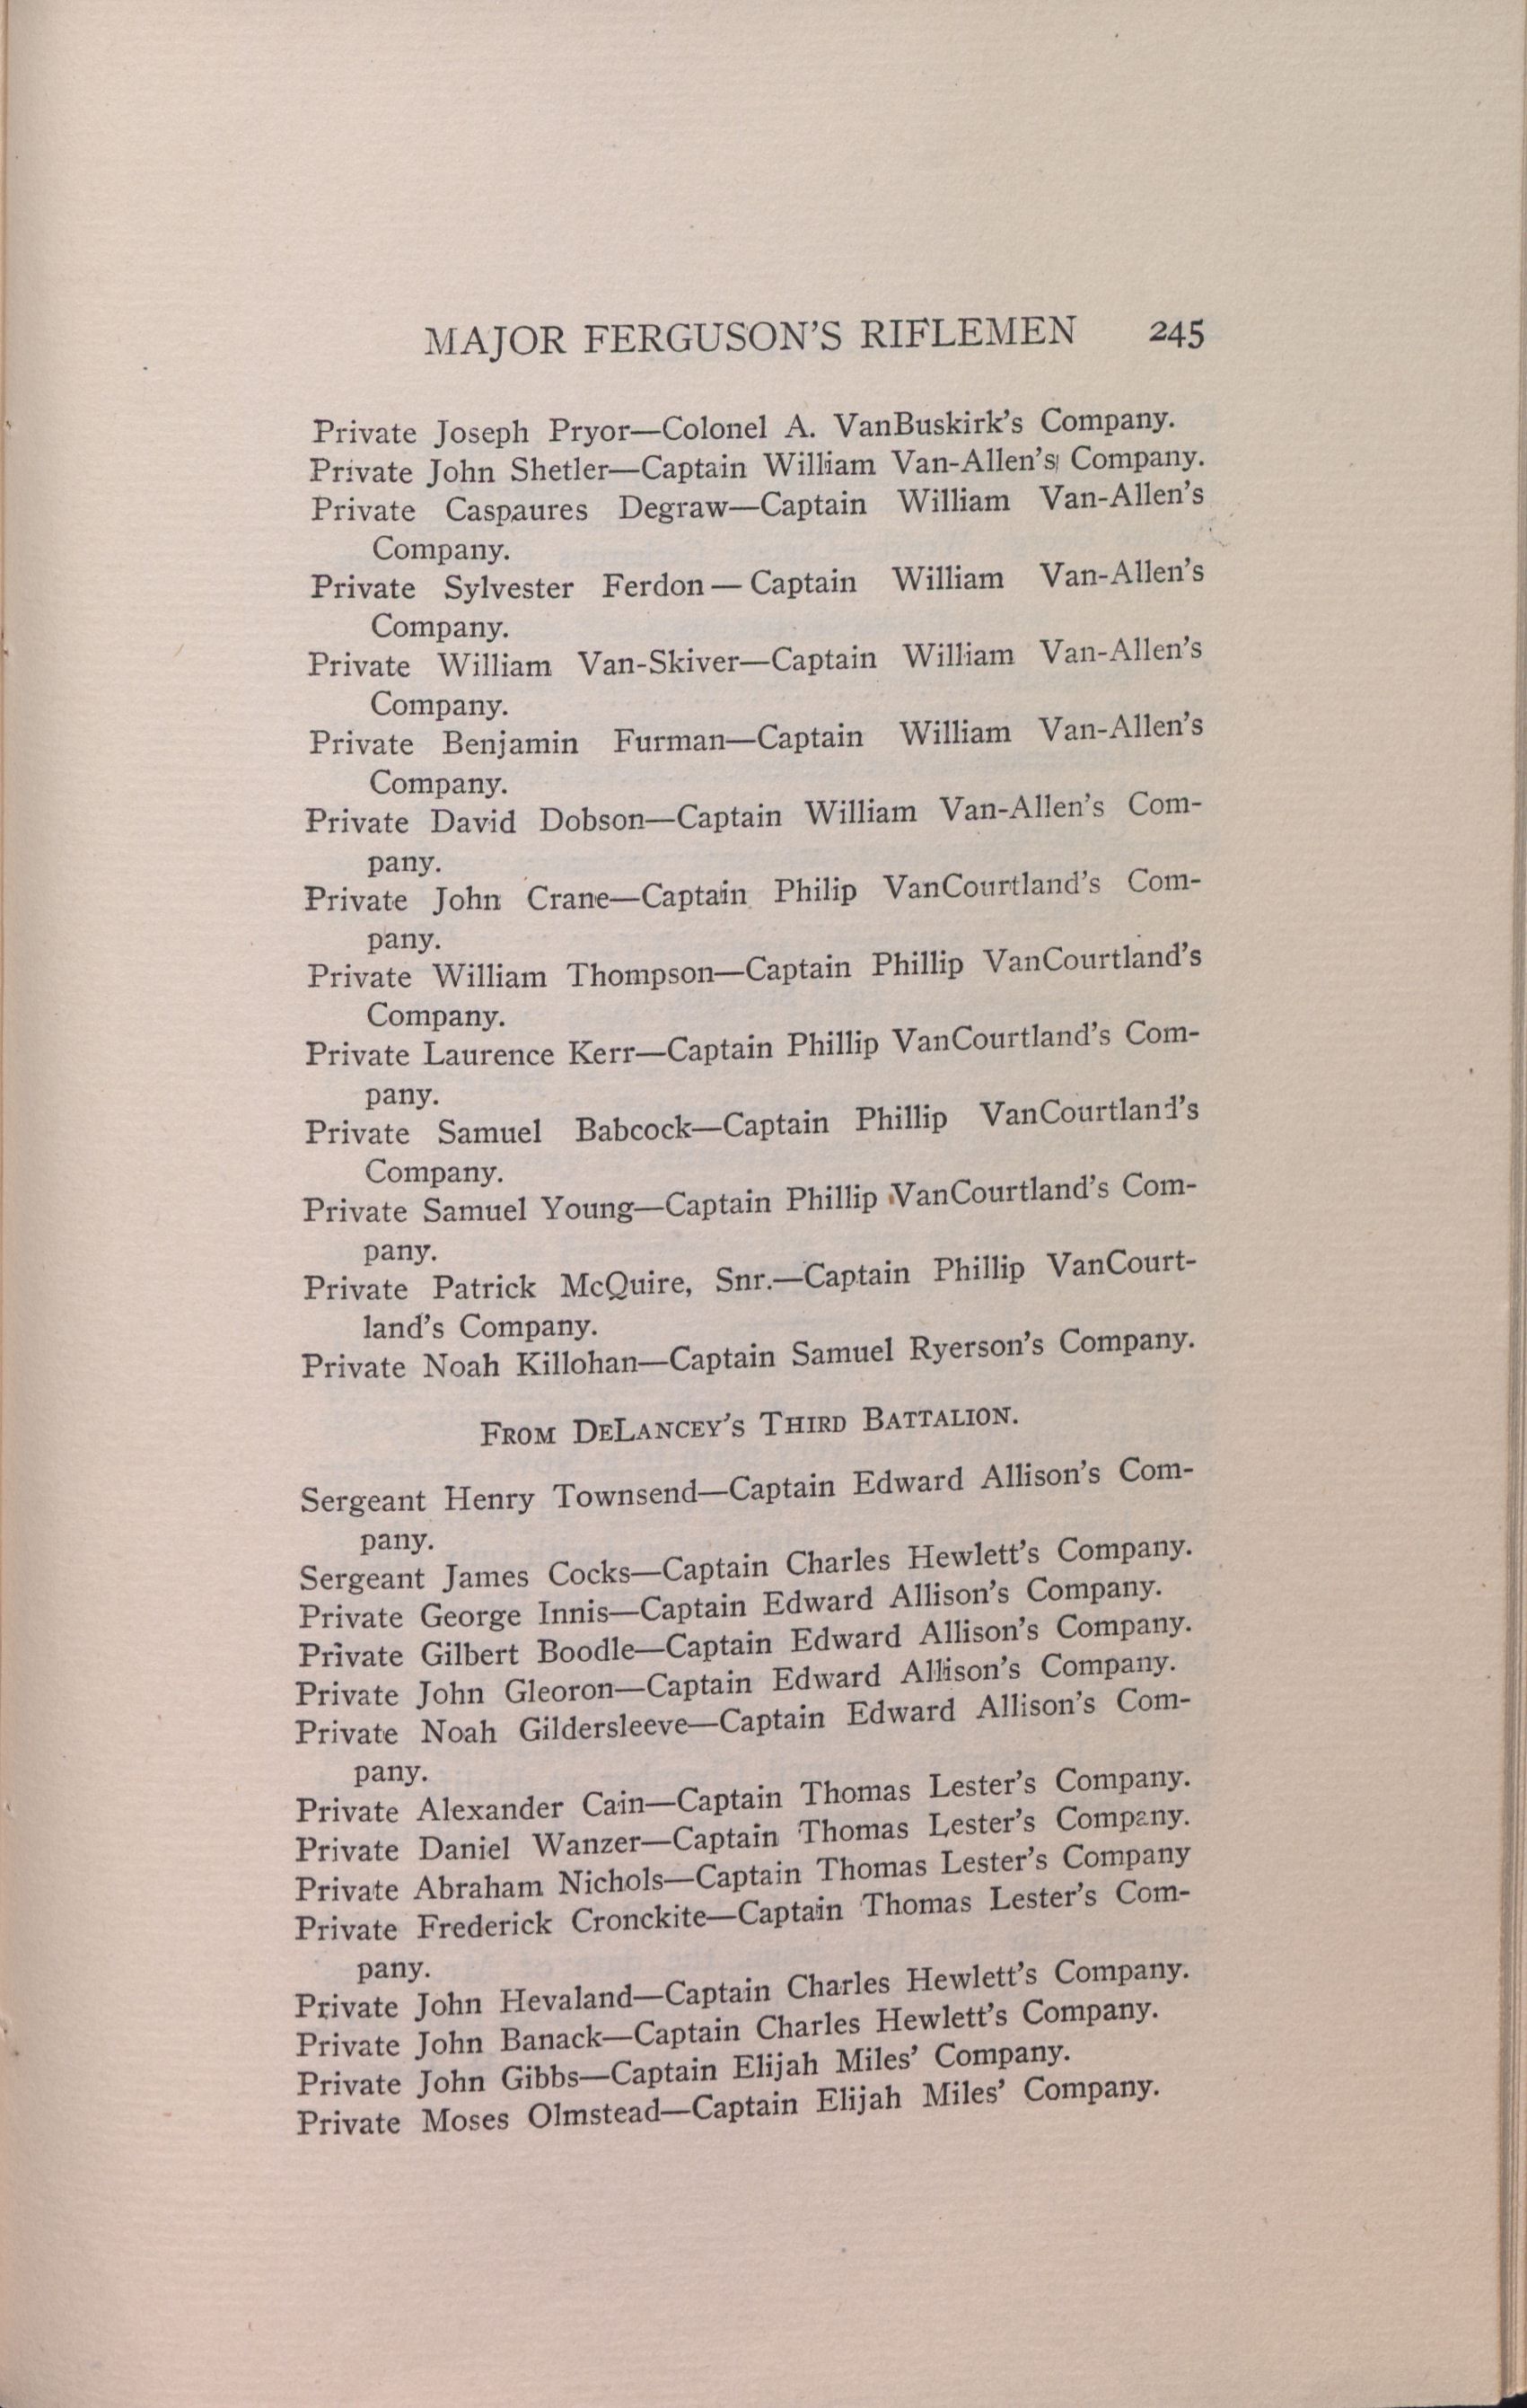 MAJOR FERGUSON'S RIFLEMEN 245
Private Joseph Pryor—Colonel A. VanBuskirk's Company.
Private John Shetler—Captain William Van-Allen's Company.
Private Caspaures Degraw—Captain William Van-Allen's
Company.
Private Sylvester Ferdon—Captain William Van-Allen's
Company.
Private William Van-Skiver—Captain William Van-Allen's
Company.
Private Benjamin Furman—Captain William Van-Allen's
Company.
Private David Dobson—Captain William Van-Allen's Com-
pany.
Private John Crane—Captain Philip VanCourtland's Com-
pany.
Private William Thompson—Captain Phillip VanCourtland's
Company.
Private Laurence Kerr—Captain Phillip VanCourtland's Com-
pany.
Private Samuel Babcock—Captain Phillip VanCourtland's
Company.
Private Samuel Young—Captain Phillip VanCourtland's Com-
pany.
Private Patrick McQuire, Snr.—Captain Phillip VanCourt-
land's Company.
Private Noah Killohan—Captain Samuel Ryerson's Company.
FROM DELANCEY'S THIRD BATTALION.
Sergeant Henry Townsend—Captain Edward Allison's Com-
pany.
Sergeant James Cocks—Captain Charles Hewlett's Company.
Private George Innis—Captain Edward Allison's Company.
Private Gilbert Boodle—Captain Edward Allison's Company.
Private John Gleoron—Captain Edward Allison's Company.
Private Noah Gildersleeve—Captain Edward Allison's Com-
pany.
Private Alexander Cain—Captain Thomas Lester's Company.
Private Daniel Wanzer—Captain Thomas Lester's Company.
Private Abraham Nichols—Captain Thomas Lester's Company
Private Frederick Cronckite—Captain Thomas Lester's Com-
pany.
Private John Hevaland—Captain Charles Hewlett's Company.
Private John Banack—Captain Charles Hewlett's Company.
Private John Gibbs—Captain Elijah Miles' Company.
Private Moses Olmstead—Captain Elijah Miles' Company.